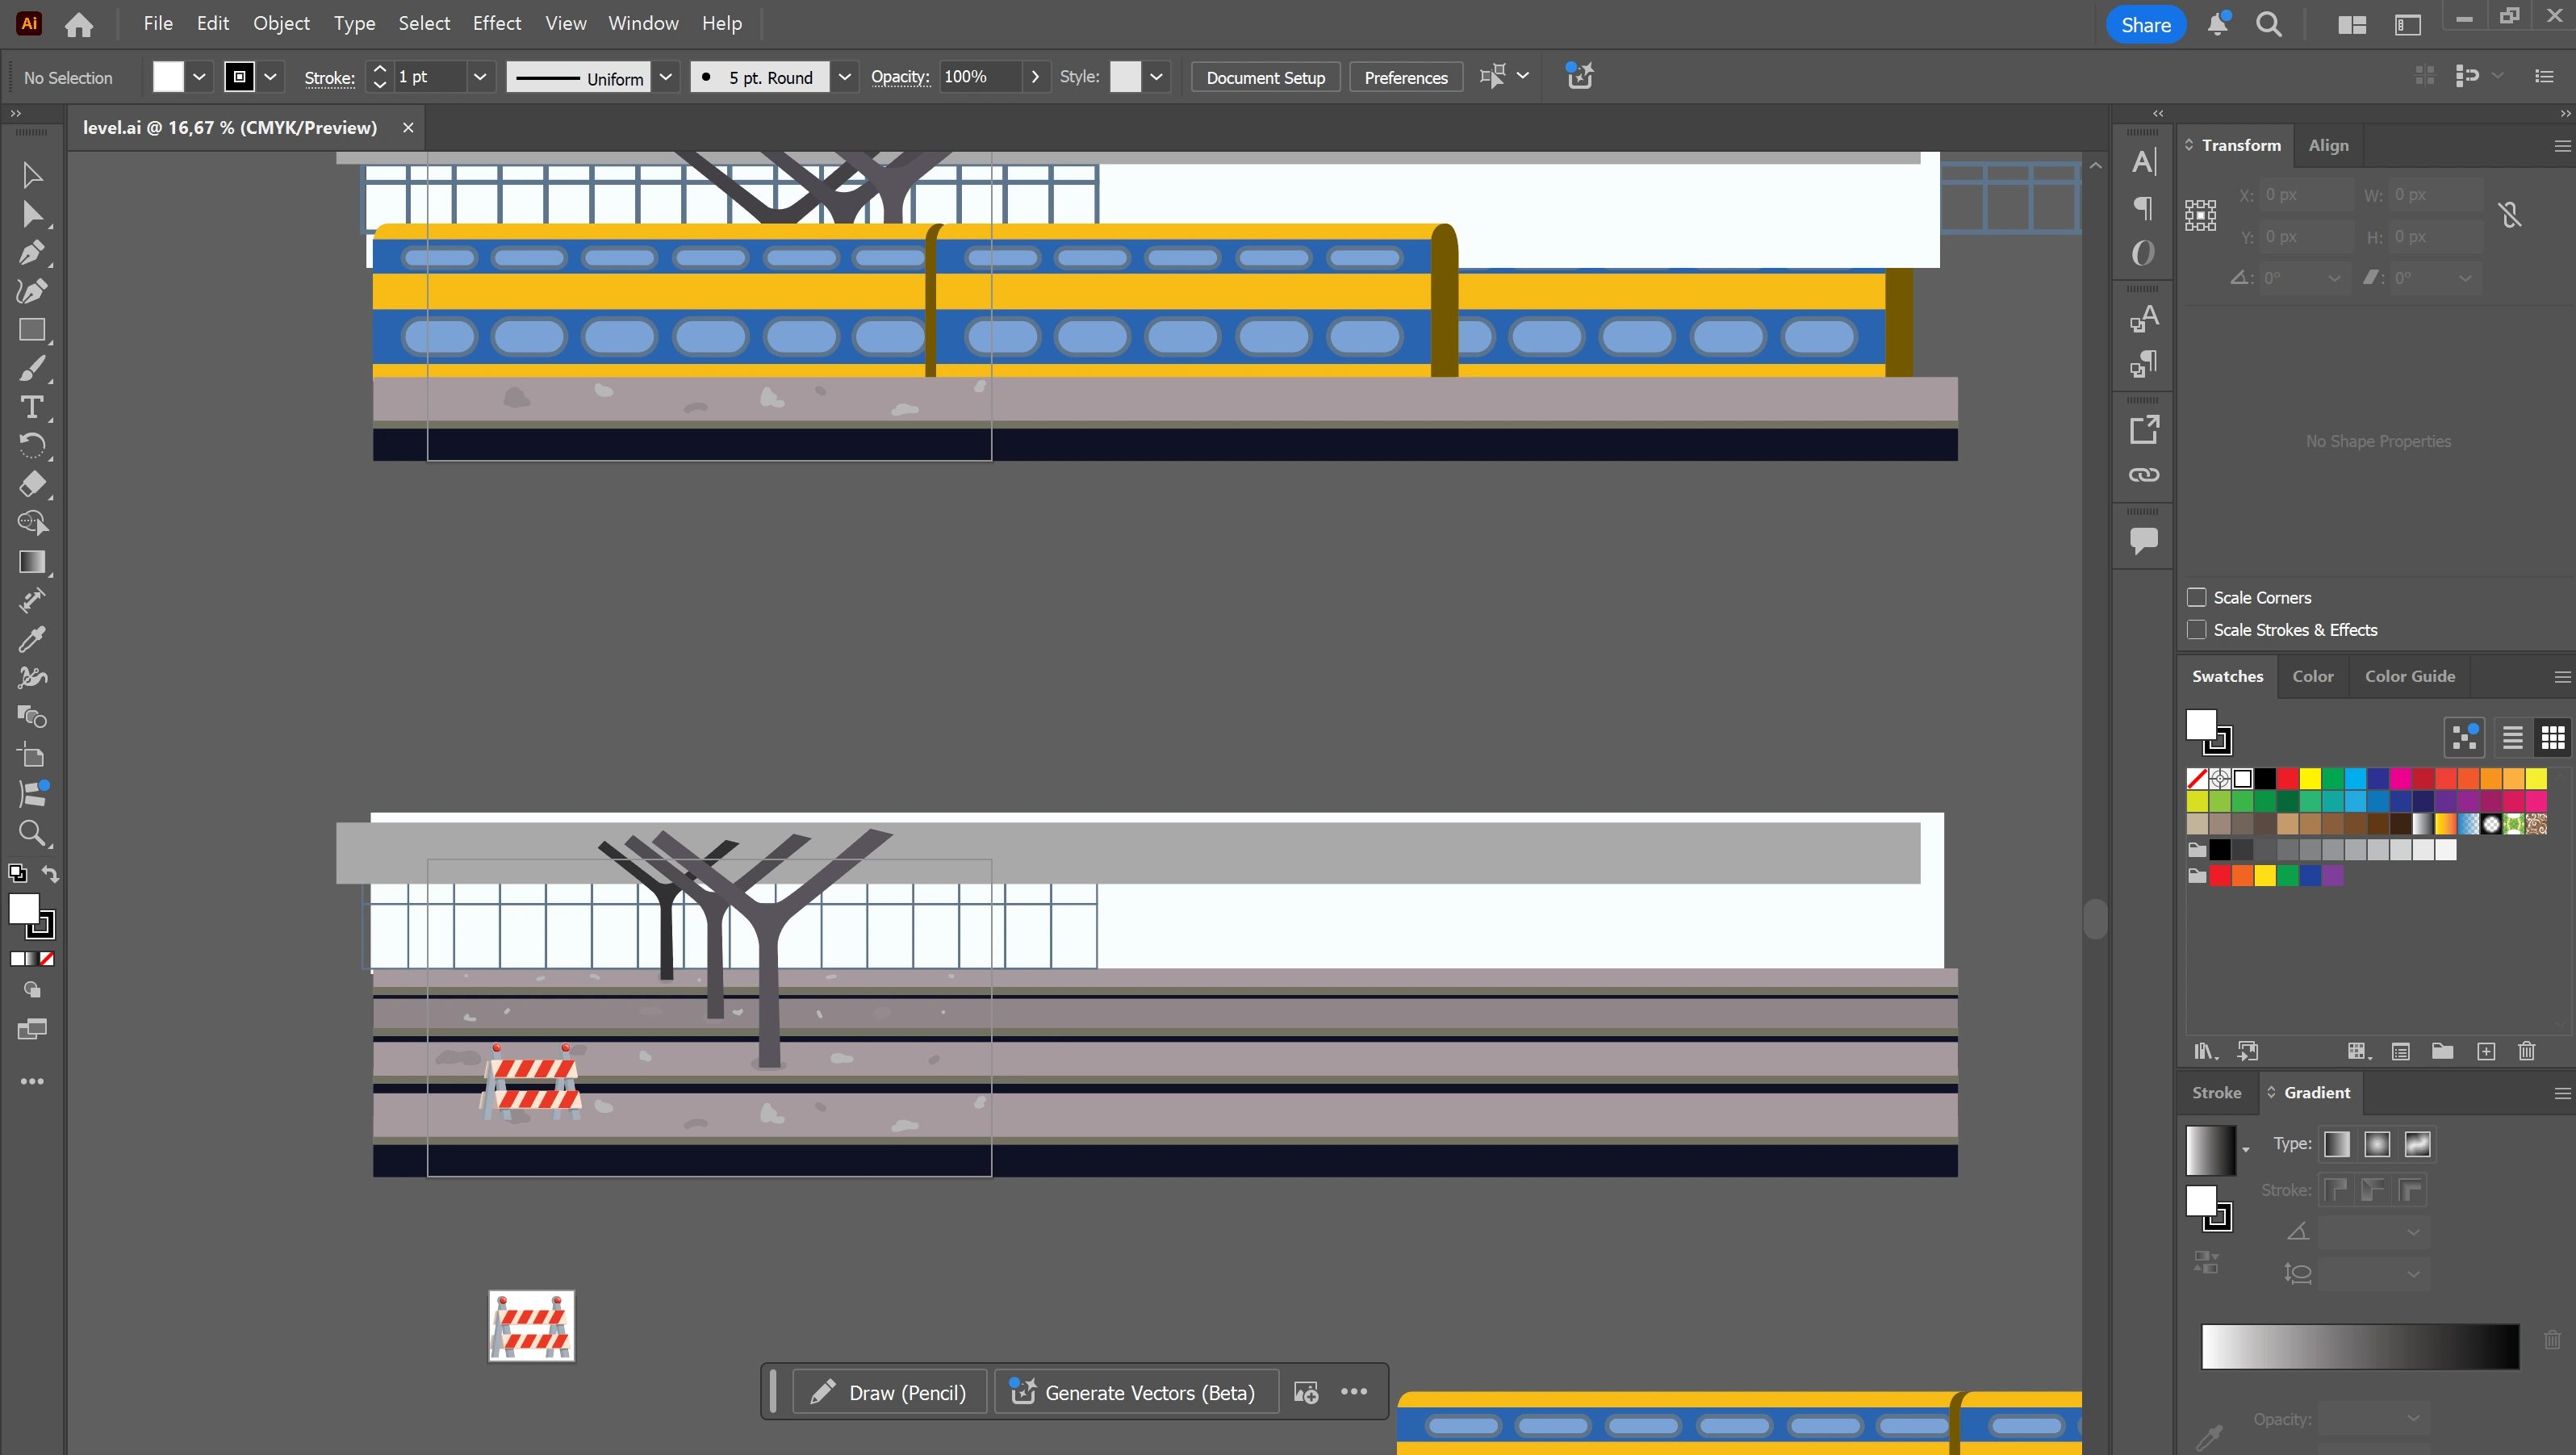 Ai File Edit Object Type Select Effect View Window Help Share
No Selection Stroke: 1 pt Uniform 5 pt. Round Opacity: 100% Style: Document Setup Preferences
level.ai @ 16,67 % (CMYK/Preview)
Transform Align
X: 0 px W: 0 px
Y: 0 px H: 0 px
0° 0°
No Shape Properties
Scale Corners
Scale Strokes & Effects
Swatches Color Color Guide
Stroke Gradient
Type:
Stroke:
Draw (Pencil) Generate Vectors (Beta)
Opacity: